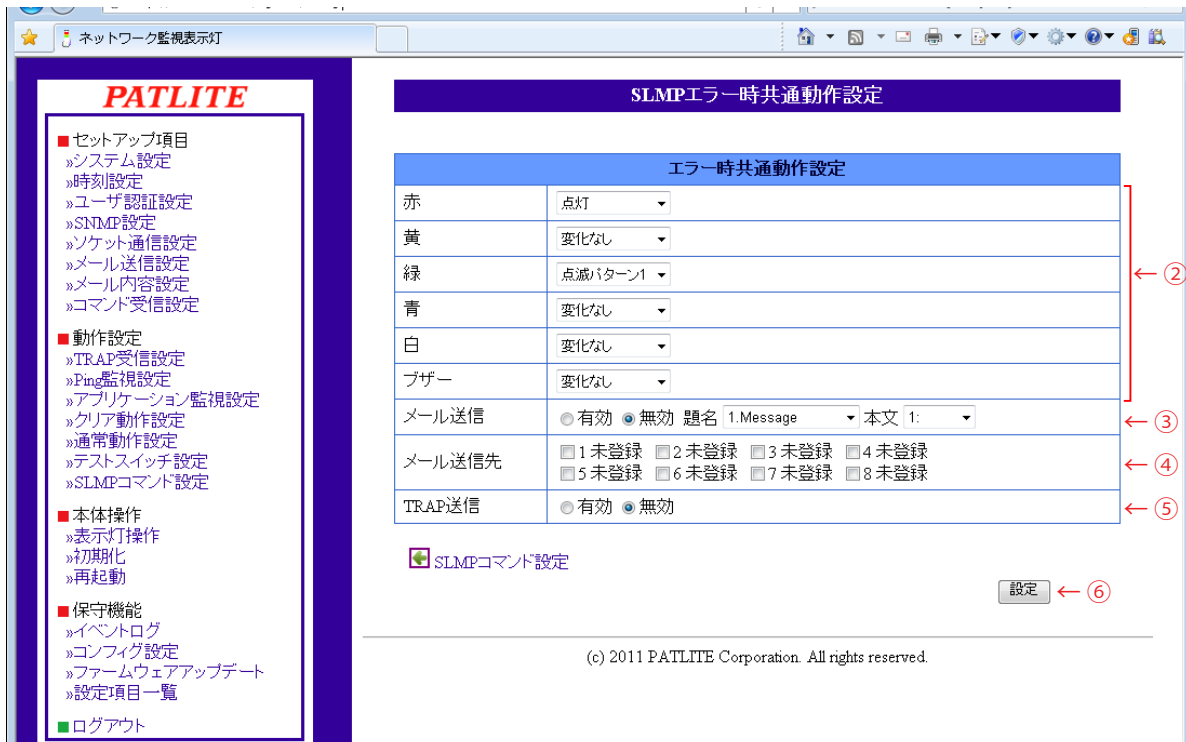 ネットワーク監視表示灯
PATLITE
■セットアップ項目
»システム設定
»時刻設定
»ユーザ認証設定
»SNMP設定
»ソケット通信設定
»メール送信設定
»メール内容設定
»コマンド受信設定
■動作設定
»TRAP受信設定
»Ping監視設定
»アプリケーション監視設定
»クリア動作設定
»通常動作設定
»テストスイッチ設定
»SLMPコマンド設定
■本体操作
»表示灯操作
»初期化
»再起動
■保守機能
»イベントログ
»コンフィグ設定
»ファームウェアアップデート
»設定項目一覧
■ログアウト
SLMPエラー時共通動作設定
エラー時共通動作設定
赤 点灯
黄 変化なし
緑 点滅パターン1
青 変化なし
白 変化なし
ブザー 変化なし
← ②
メール送信 有効 無効 題名 1.Message 本文 1: ← ③
メール送信先 1 未登録 2 未登録 3 未登録 4 未登録
5 未登録 6 未登録 7 未登録 8 未登録 ← ④
TRAP送信 有効 無効 ← ⑤
SLMPコマンド設定
設定 ← ⑥
(c) 2011 PATLITE Corporation. All rights reserved.